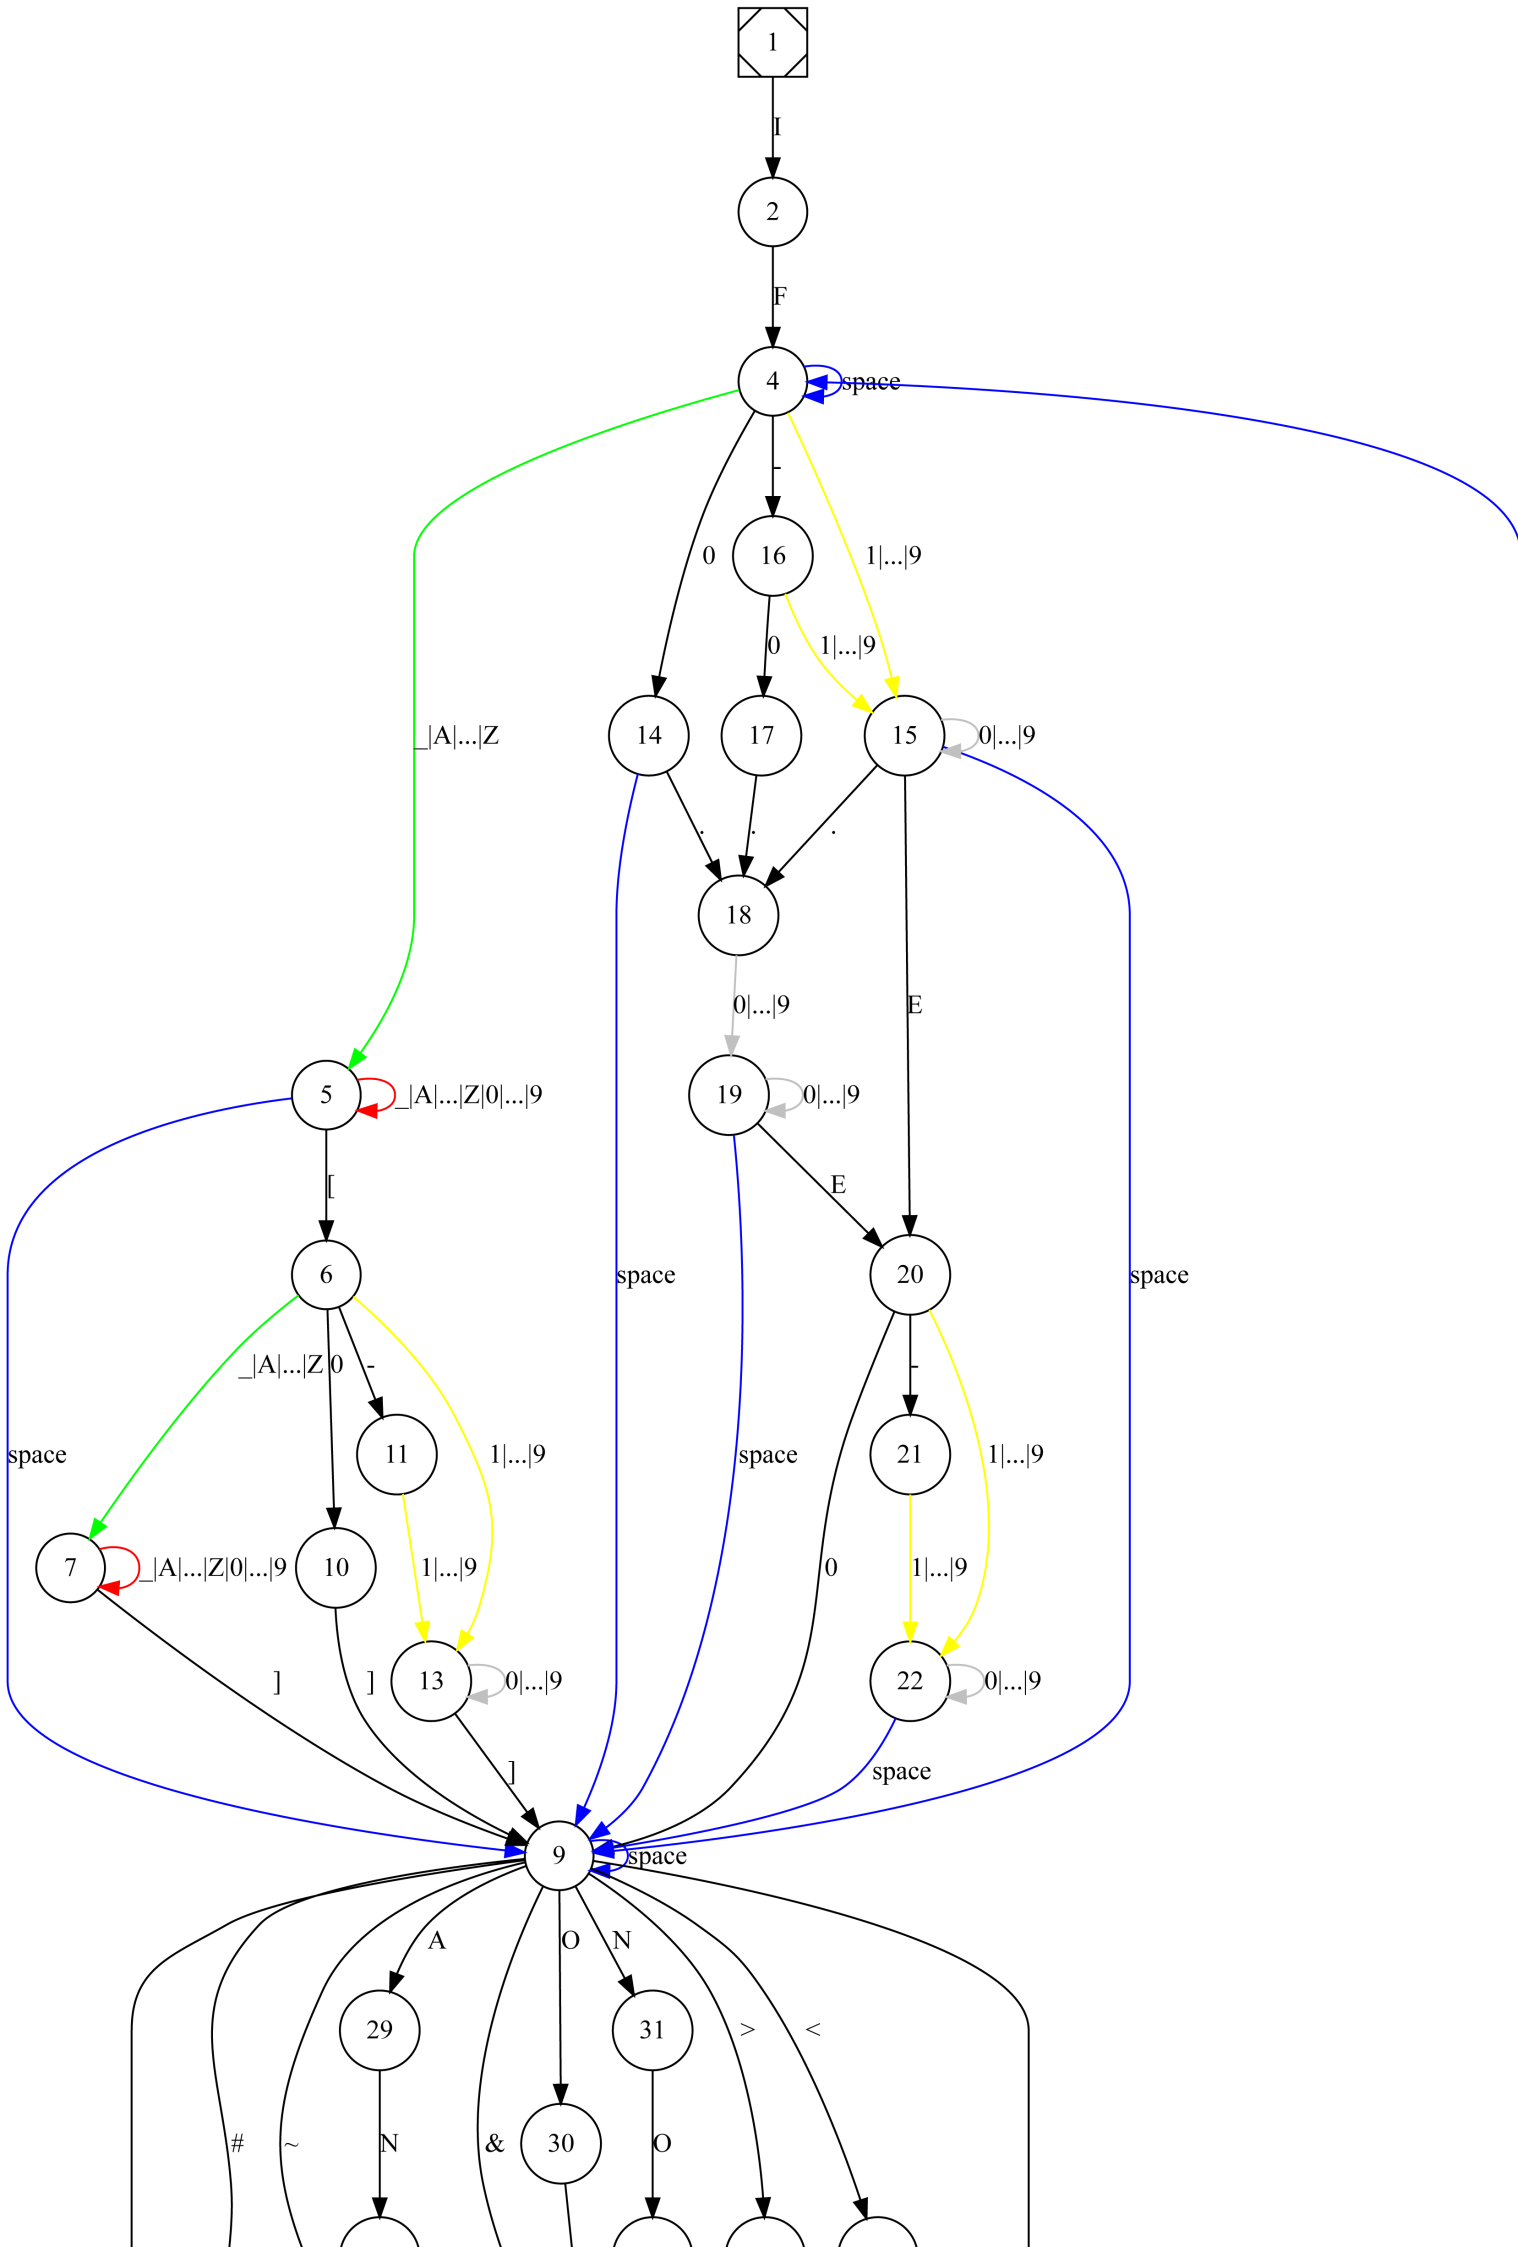 1
I
2
F
4
space
-
16
0
1|...|9
0
1|...|9
_|A|...|Z
14
17
15
0|...|9
.
.
.
18
0|...|9
E
5
_|A|...|Z|0|...|9
19
0|...|9
[
E
6
space
20
space
_|A|...|Z
0
-
-
space
11
1|...|9
space
21
1|...|9
7
_|A|...|Z|0|...|9
10
1|...|9
0
1|...|9
]
]
13
0|...|9
22
0|...|9
]
space
9
space
A
O
N
29
31
>
<
#
~
N
&
30
O